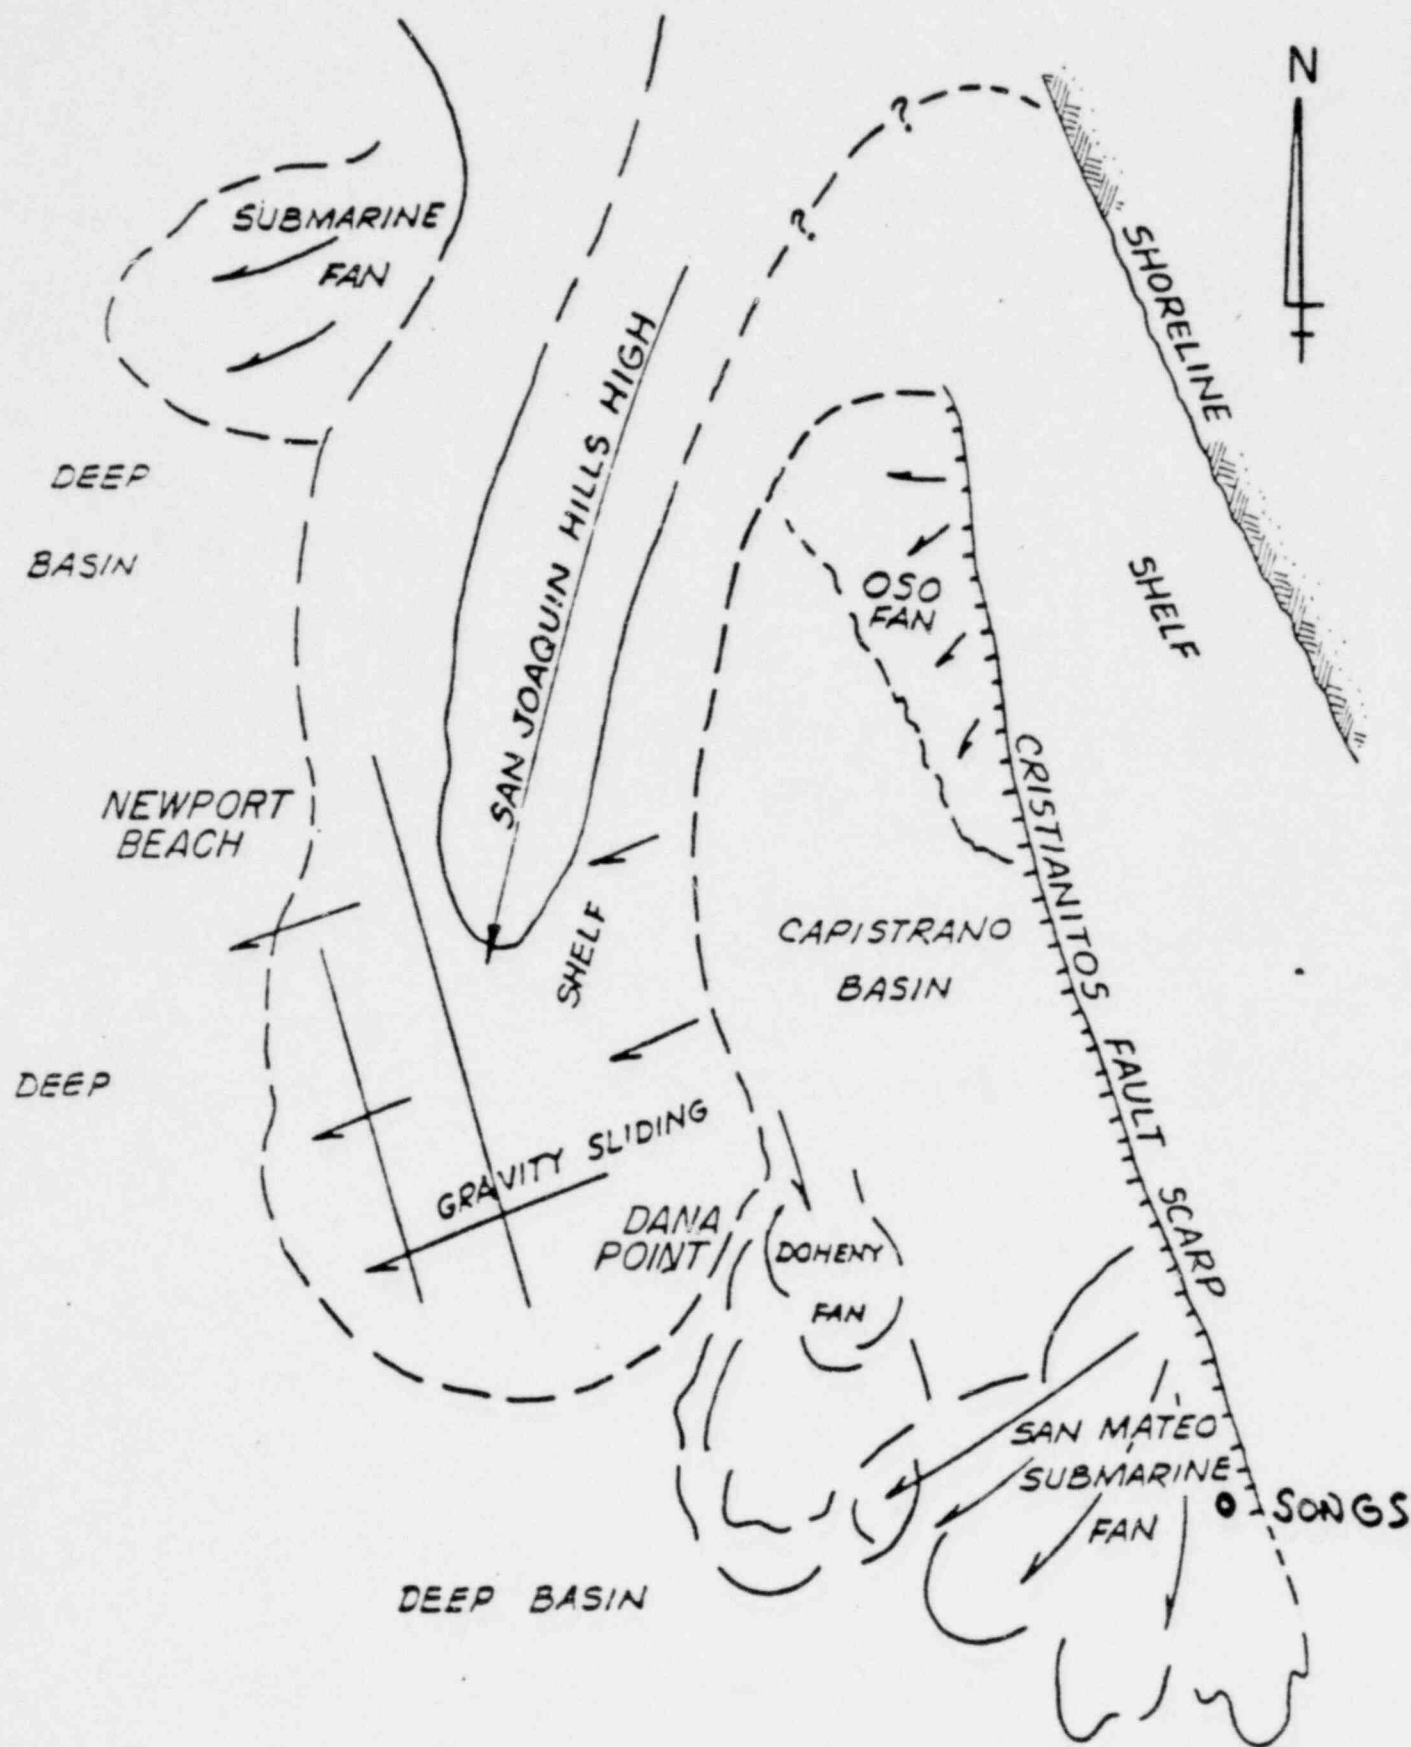 N
?
?
SUBMARINE
FAN
SHORELINE
SAN JOAQUIN HILLS HIGH
DEEP
BASIN
OSO
FAN
SHELF
NEWPORT
BEACH
CRISTIANITOS FAULT SCARP
SHELF
CAPISTRANO
BASIN
DEEP
GRAVITY SLIDING
DANA
POINT
DOHENY
FAN
SAN MATEO
SUBMARINE
FAN
SONGS
DEEP BASIN